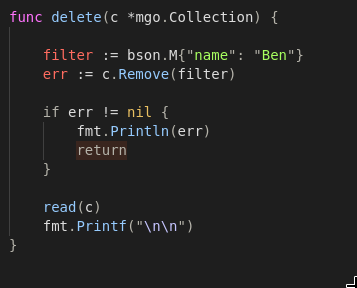 func delete(c *mgo.Collection) {
filter := bson.M{"name": "Ben"}
err := c.Remove(filter)
if err != nil {
fmt.Println(err)
return
}
read(c)
fmt.Printf("\n\n")
}